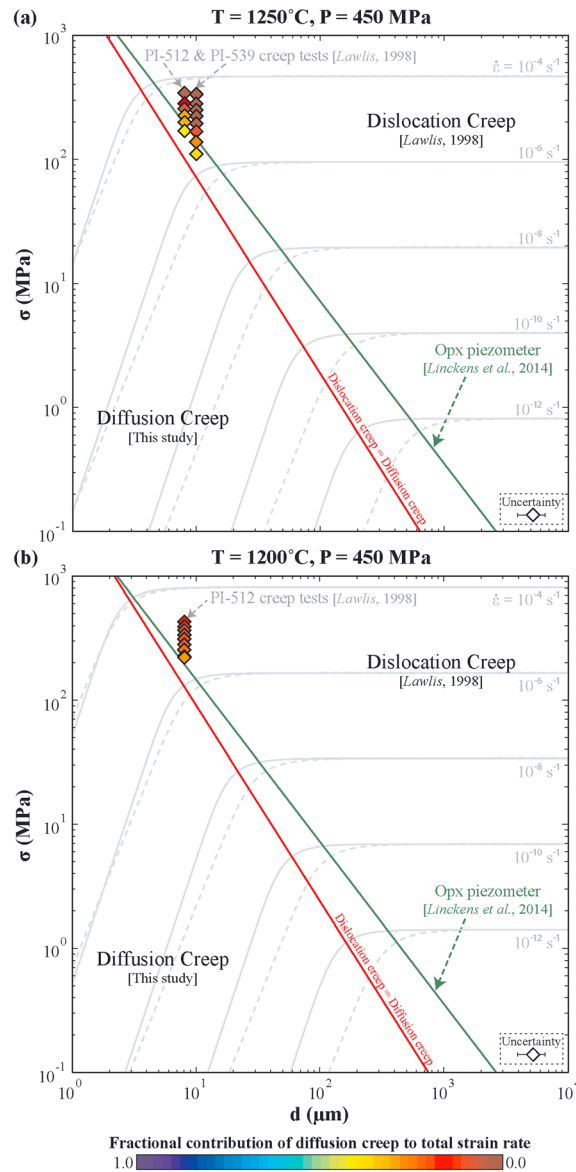 (a) T = 1250°C, P = 450 MPa
10³
PI-512 & PI-539 creep tests [Lawlis, 1998]
ε̇ = 10⁻⁴ s⁻¹
Dislocation Creep
[Lawlis, 1998]
10²
10⁻⁶ s⁻¹
σ (MPa)
10⁻⁸ s⁻¹
10¹
10⁻¹⁰ s⁻¹
Opx piezometer
[Linckens et al., 2014]
10⁰
10⁻¹² s⁻¹
Diffusion Creep
[This study]
Dislocation creep = Diffusion creep
Uncertainty
10⁻¹
(b) T = 1200°C, P = 450 MPa
10³
PI-512 creep tests [Lawlis, 1998]
ε̇ = 10⁻⁴ s⁻¹
Dislocation Creep
[Lawlis, 1998]
10⁻⁶ s⁻¹
10²
10⁻⁸ s⁻¹
σ (MPa)
10¹
10⁻¹⁰ s⁻¹
Opx piezometer
[Linckens et al., 2014]
10⁻¹² s⁻¹
10⁰
Diffusion Creep
[This study]
Dislocation creep = Diffusion creep
Uncertainty
10⁻¹
10⁰ 10¹ 10² 10³ 10⁴
d (μm)
Fractional contribution of diffusion creep to total strain rate
1.0 0.0